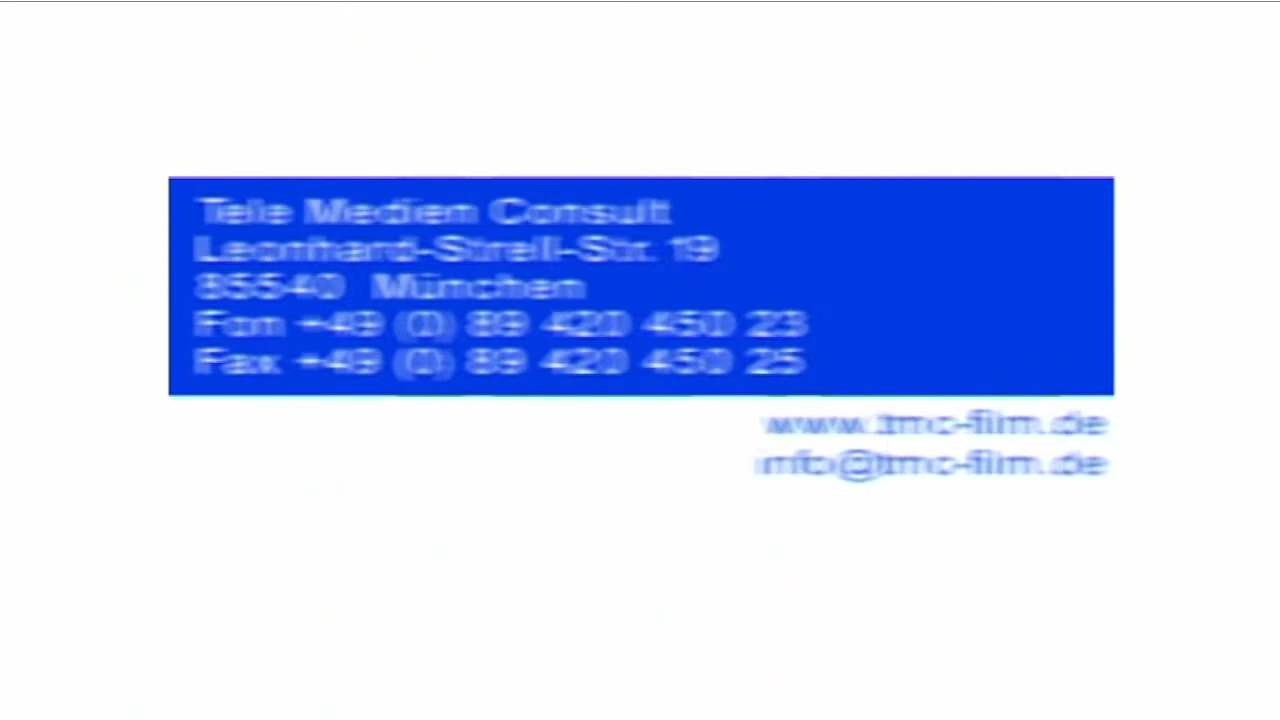 Tele Medien Consult
Leonhard-Strell-Str. 19
85540 München
Fon +49 (0) 89 420 450 23
Fax +49 (0) 89 420 450 25
www.tmc-film.de
info@tmc-film.de